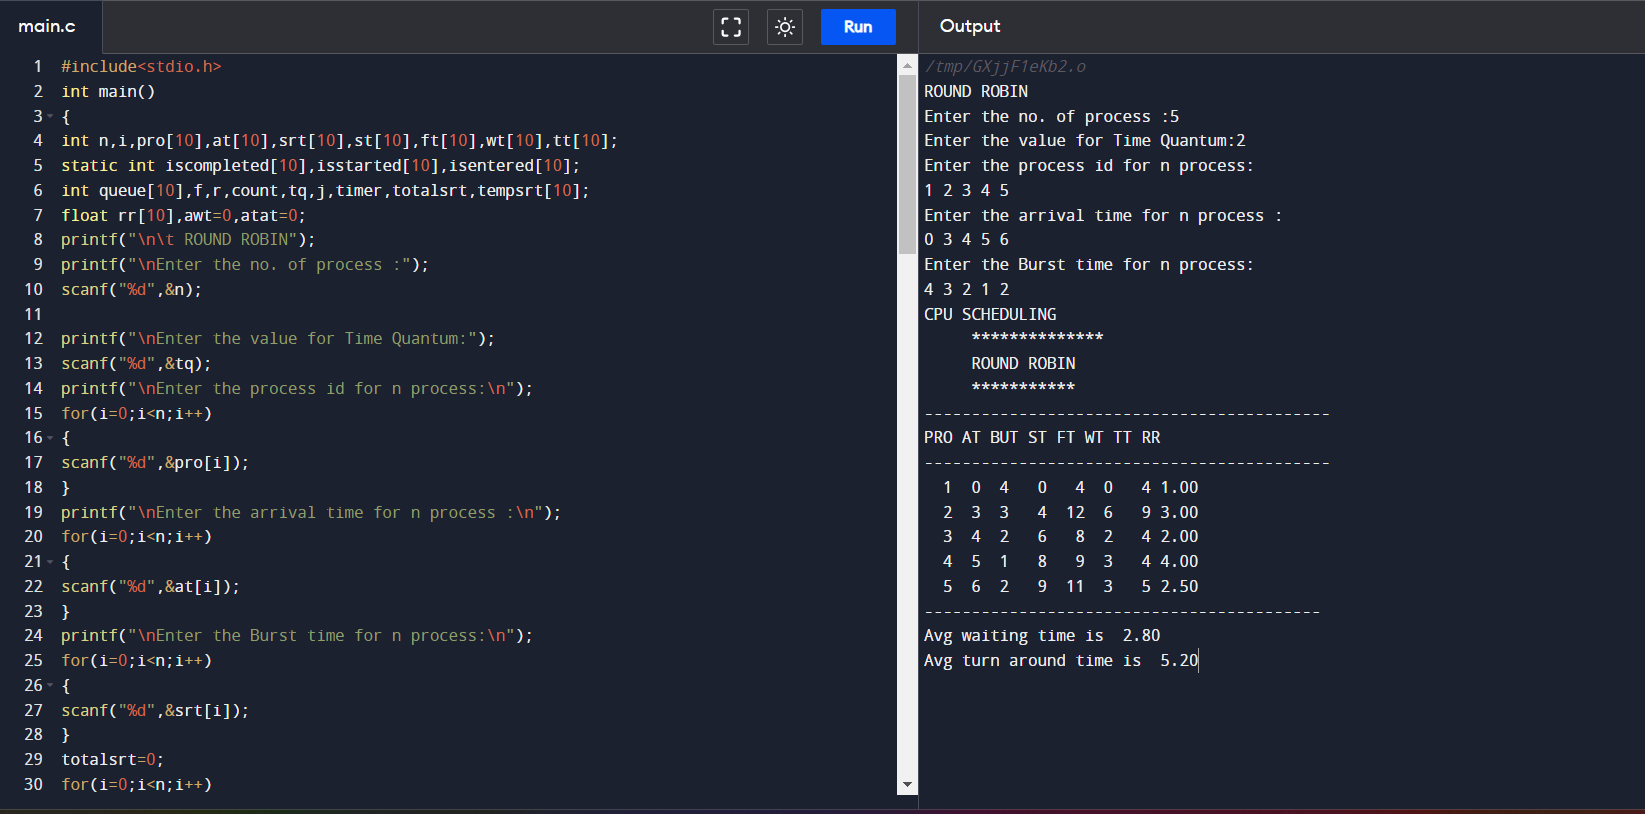 main.c
Run
Output
1 #include<stdio.h>
2 int main()
3 {
4 int n,i,pro[10],at[10],srt[10],st[10],ft[10],wt[10],tt[10];
5 static int iscompleted[10],isstarted[10],isentered[10];
6 int queue[10],f,r,count,tq,j,timer,totalsrt,tempsrt[10];
7 float rr[10],awt=0,atat=0;
8 printf("\n\t ROUND ROBIN");
9 printf("\nEnter the no. of process :");
10 scanf("%d",&n);
11
12 printf("\nEnter the value for Time Quantum:");
13 scanf("%d",&tq);
14 printf("\nEnter the process id for n process:\n");
15 for(i=0;i<n;i++)
16 {
17 scanf("%d",&pro[i]);
18 }
19 printf("\nEnter the arrival time for n process :\n");
20 for(i=0;i<n;i++)
21 {
22 scanf("%d",&at[i]);
23 }
24 printf("\nEnter the Burst time for n process:\n");
25 for(i=0;i<n;i++)
26 {
27 scanf("%d",&srt[i]);
28 }
29 totalsrt=0;
30 for(i=0;i<n;i++)
/tmp/GXjjF1eKb2.o
ROUND ROBIN
Enter the no. of process :5
Enter the value for Time Quantum:2
Enter the process id for n process:
1 2 3 4 5
Enter the arrival time for n process :
0 3 4 5 6
Enter the Burst time for n process:
4 3 2 1 2
CPU SCHEDULING
**************
ROUND ROBIN
***********
-------------------------------------------
PRO AT BUT ST FT WT TT RR
-------------------------------------------
1 0 4 0 4 0 4 1.00
2 3 3 4 12 6 9 3.00
3 4 2 6 8 2 4 2.00
4 5 1 8 9 3 4 4.00
5 6 2 9 11 3 5 2.50
------------------------------------------
Avg waiting time is 2.80
Avg turn around time is 5.20